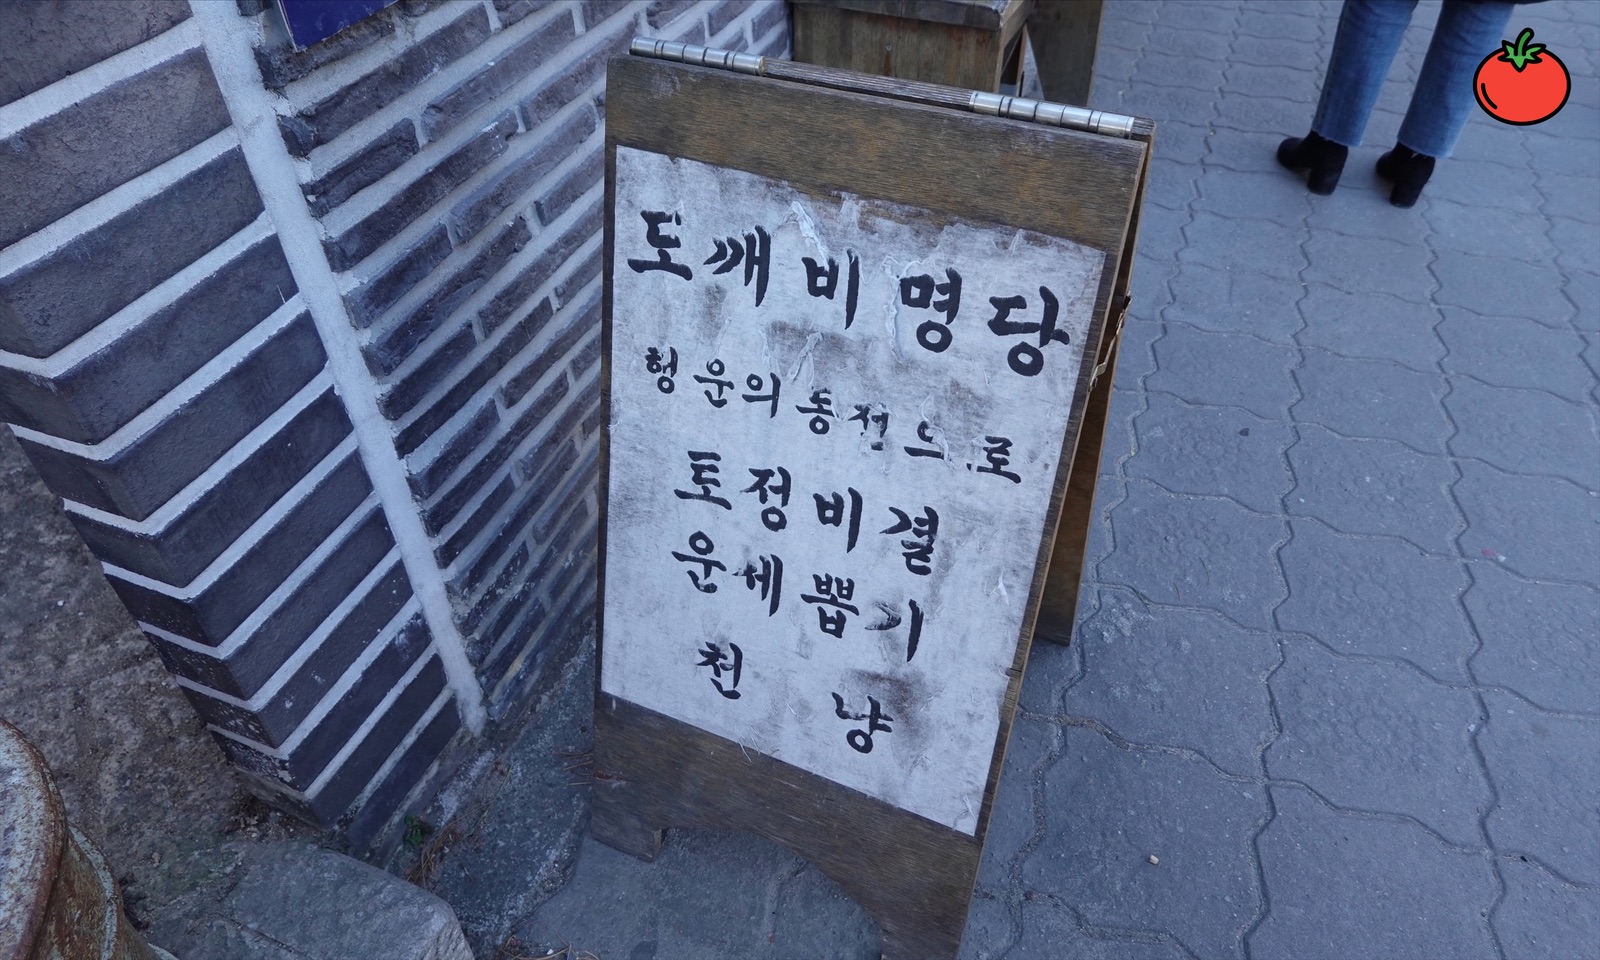 도깨비명당
행운의 동전으로
토정비결
운세뽑기
천 냥